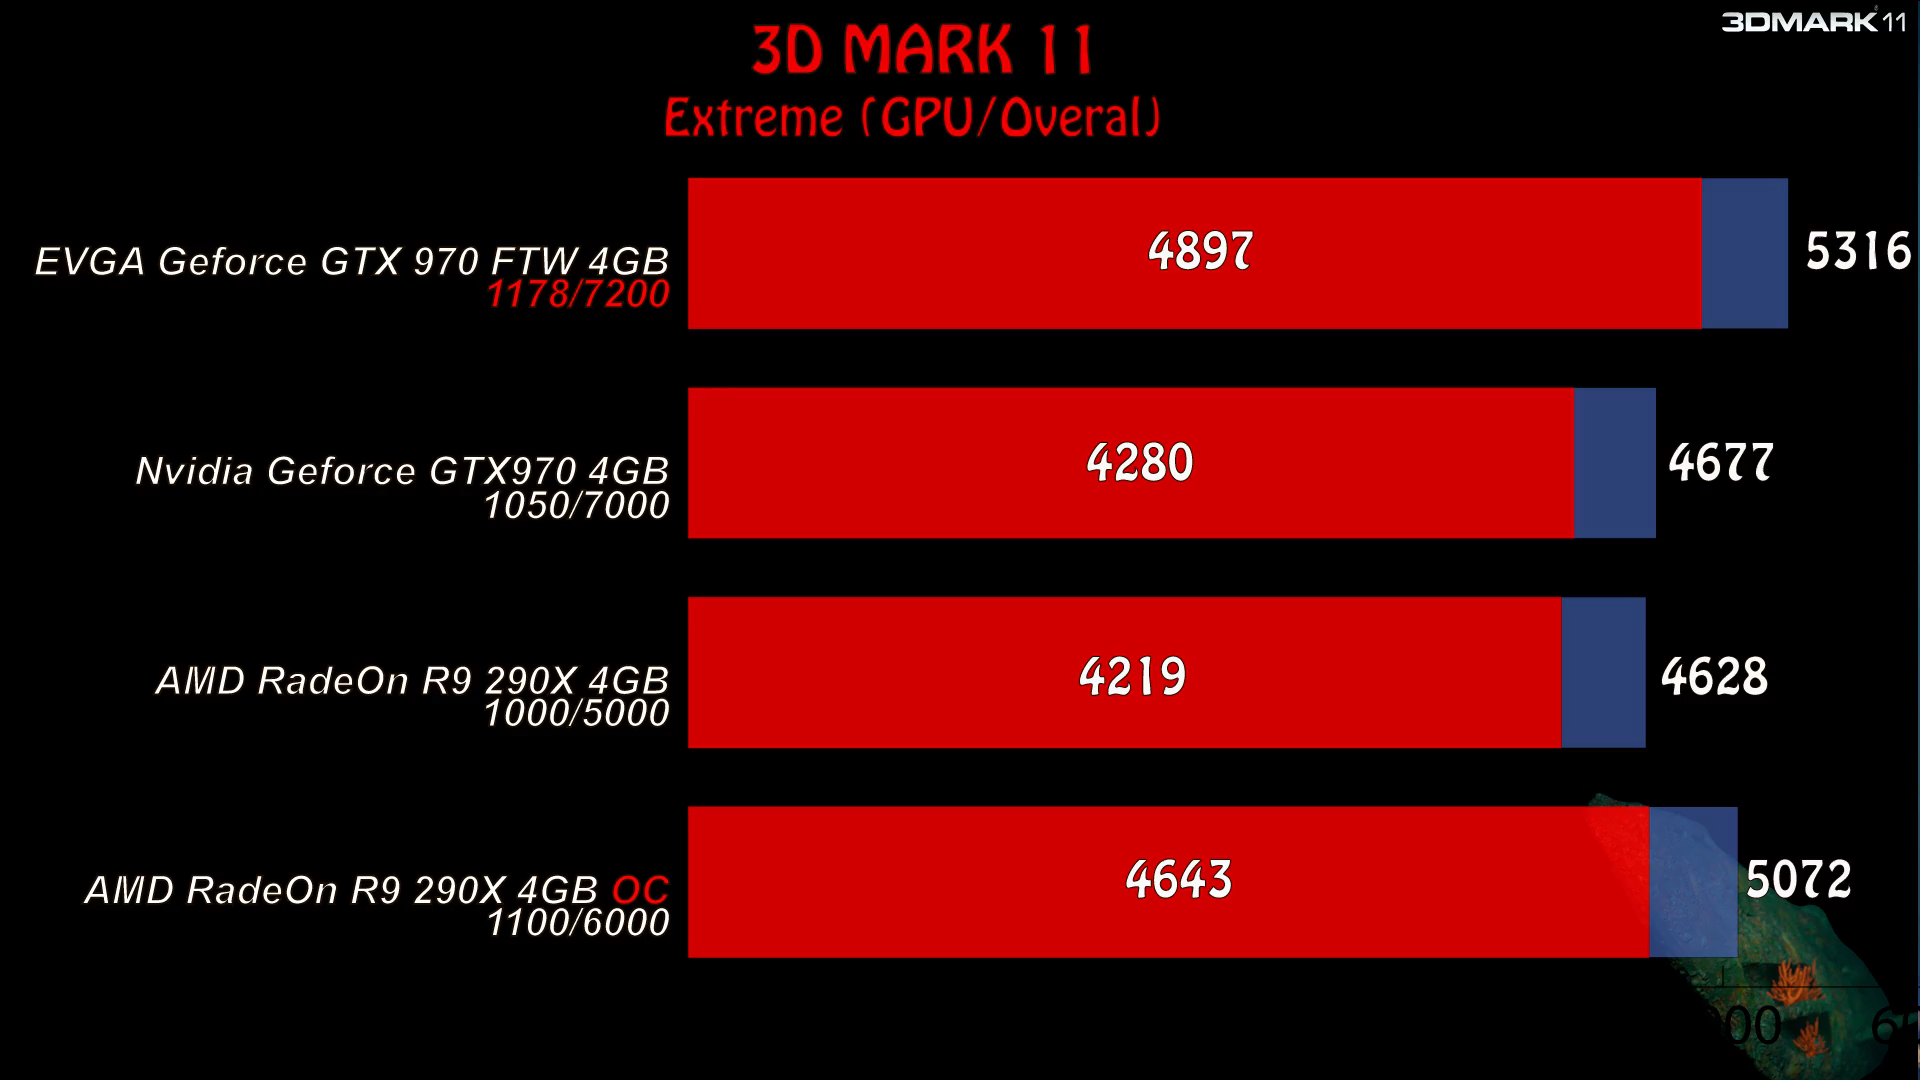 3DMARK 11
3D MARK 11
Extreme (GPU/Overal)
EVGA Geforce GTX 970 FTW 4GB
1178/7200
4897
5316
Nvidia Geforce GTX970 4GB
1050/7000
4280
4677
AMD RadeOn R9 290X 4GB
1000/5000
4219
4628
AMD RadeOn R9 290X 4GB OC
1100/6000
4643
5072